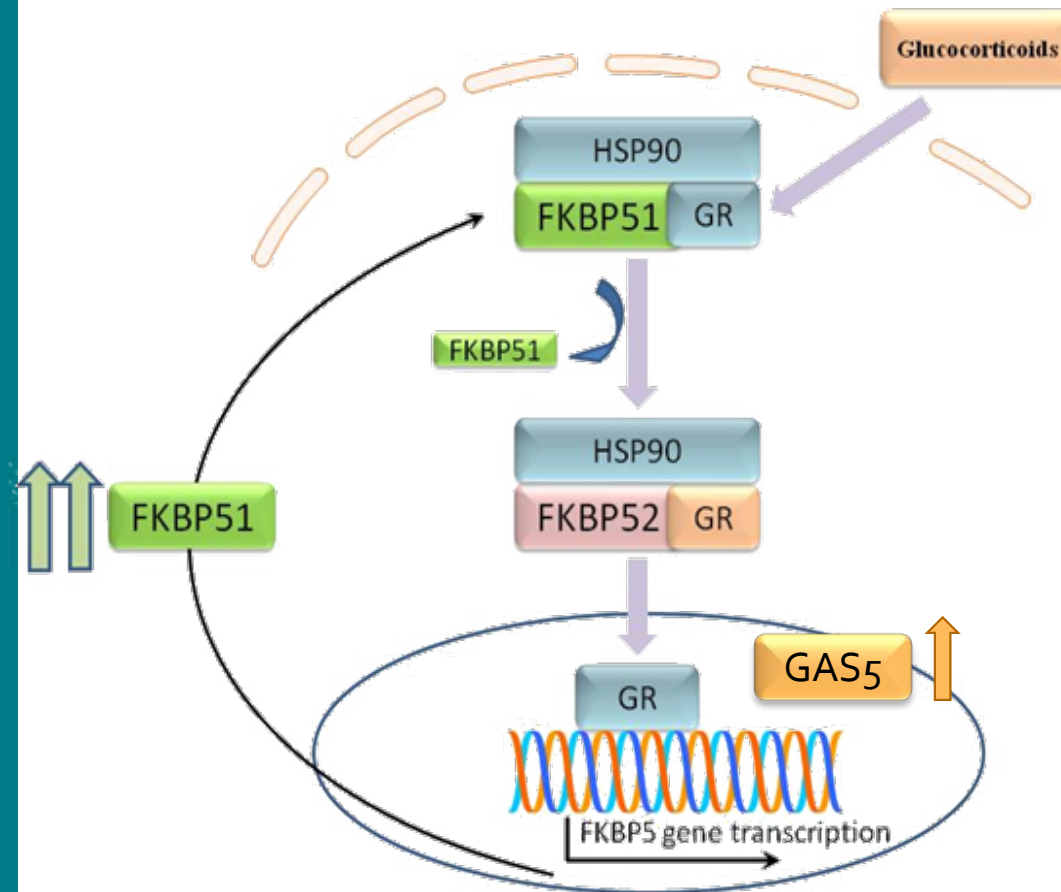 Glucocorticoids
HSP90
FKBP51 GR
FKBP51
HSP90
FKBP51
FKBP52 GR
GAS5
GR
FKBP5 gene transcription